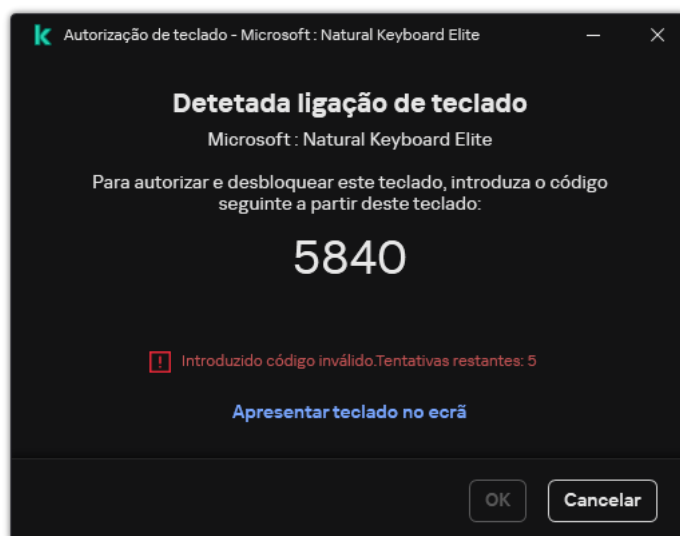 Autorização de teclado - Microsoft : Natural Keyboard Elite
Detetada ligação de teclado
Microsoft : Natural Keyboard Elite
Para autorizar e desbloquear este teclado, introduza o código
seguinte a partir deste teclado:
5840
Introduzido código inválido.Tentativas restantes: 5
Apresentar teclado no ecrã
OK
Cancelar